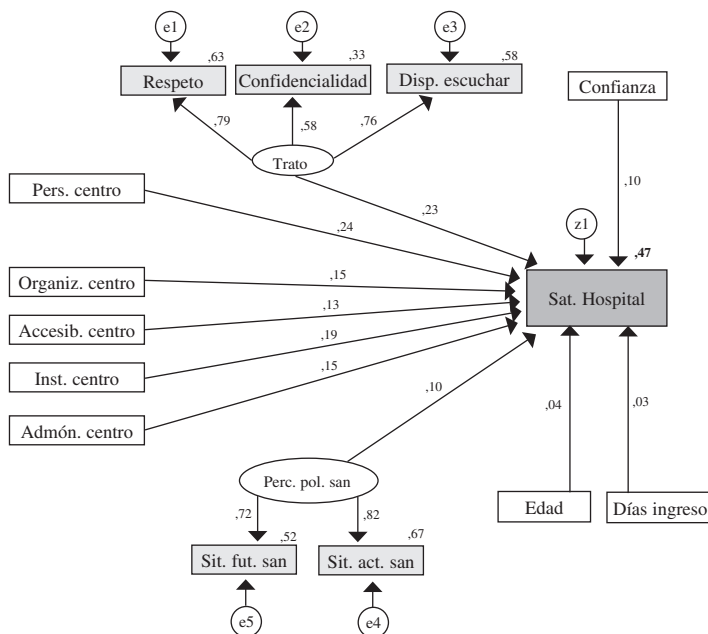 e1
e2
e3
,63
,33
,58
Respeto
Confidencialidad
Disp. escuchar
Confianza
,79
,58
,76
Trato
,10
Pers. centro
,23
,24
z1
,47
Organiz. centro
,15
Sat. Hospital
Accesib. centro
,13
,19
Inst. centro
,15
,10
Admón. centro
,04
,03
Perc. pol. san
Edad
Días ingreso
,72
,82
,52
,67
Sit. fut. san
Sit. act. san
e5
e4